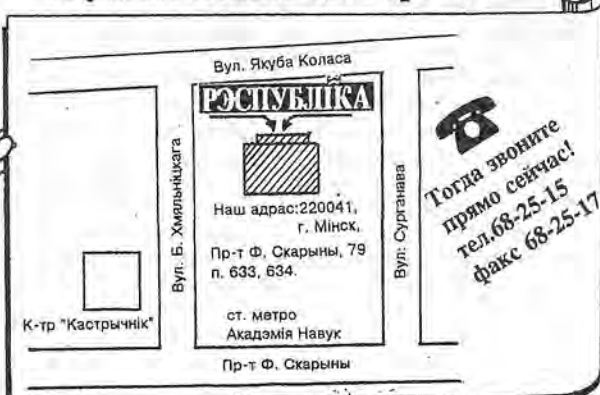 Вул. Якуба Коласа
РЭСПУБЛІКА
Вул. Б. Хмяльніцкага
Наш адрас:220041,
г. Мінск,
Пр-т Ф. Скарыны, 79
п. 633, 634.
ст. метро
Акадэмія Навук
Вул. Сурганава
К-тр "Кастрычнік"
Пр-т Ф. Скарыны
Тогда звоните
прямо сейчас!
тел.68-25-15
факс 68-25-17